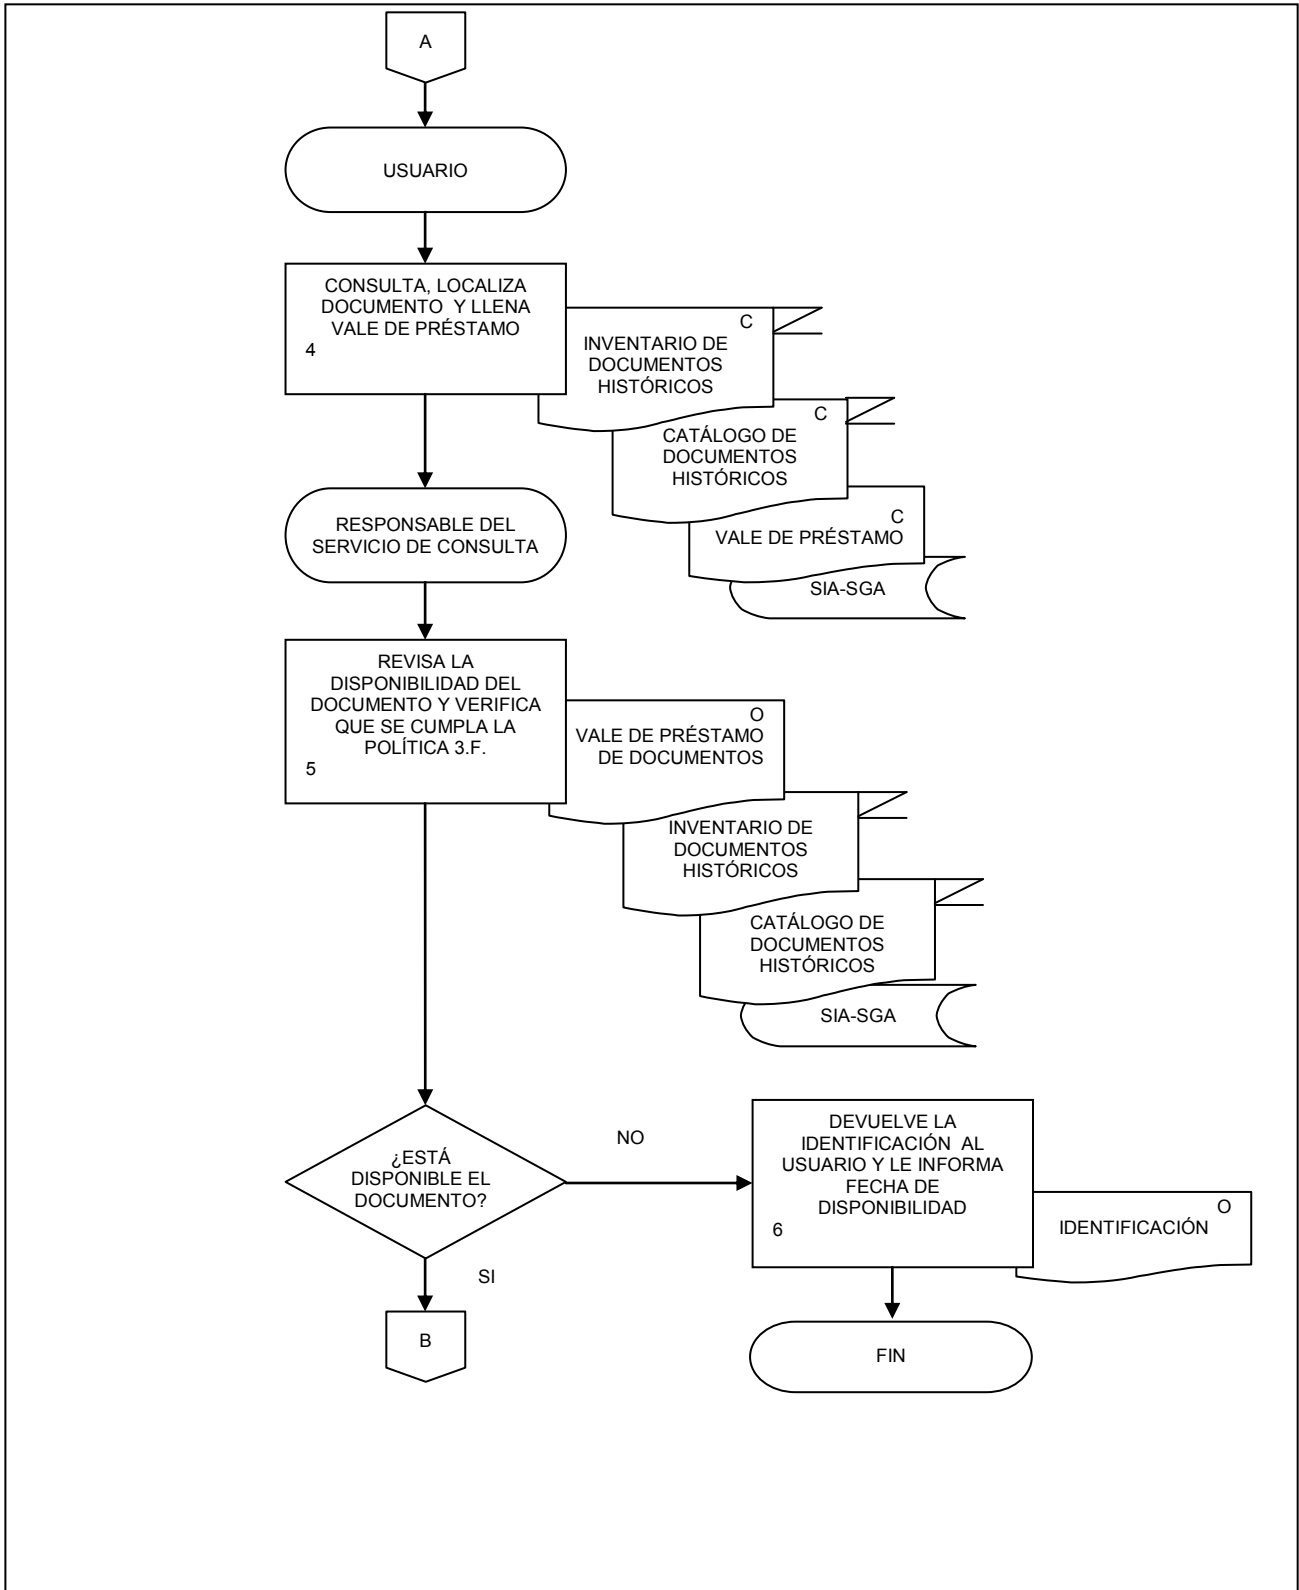 A
USUARIO
CONSULTA, LOCALIZA
DOCUMENTO Y LLENA
VALE DE PRÉSTAMO
4
C
INVENTARIO DE
DOCUMENTOS
HISTÓRICOS
C
CATÁLOGO DE
DOCUMENTOS
HISTÓRICOS
C
VALE DE PRÉSTAMO
SIA-SGA
RESPONSABLE DEL
SERVICIO DE CONSULTA
REVISA LA
DISPONIBILIDAD DEL
DOCUMENTO Y VERIFICA
QUE SE CUMPLA LA
POLÍTICA 3.F.
5
O
VALE DE PRÉSTAMO
DE DOCUMENTOS
INVENTARIO DE
DOCUMENTOS
HISTÓRICOS
CATÁLOGO DE
DOCUMENTOS
HISTÓRICOS
SIA-SGA
¿ESTÁ
DISPONIBLE EL
DOCUMENTO?
NO
DEVUELVE LA
IDENTIFICACIÓN AL
USUARIO Y LE INFORMA
FECHA DE
DISPONIBILIDAD
6
O
IDENTIFICACIÓN
SI
B
FIN